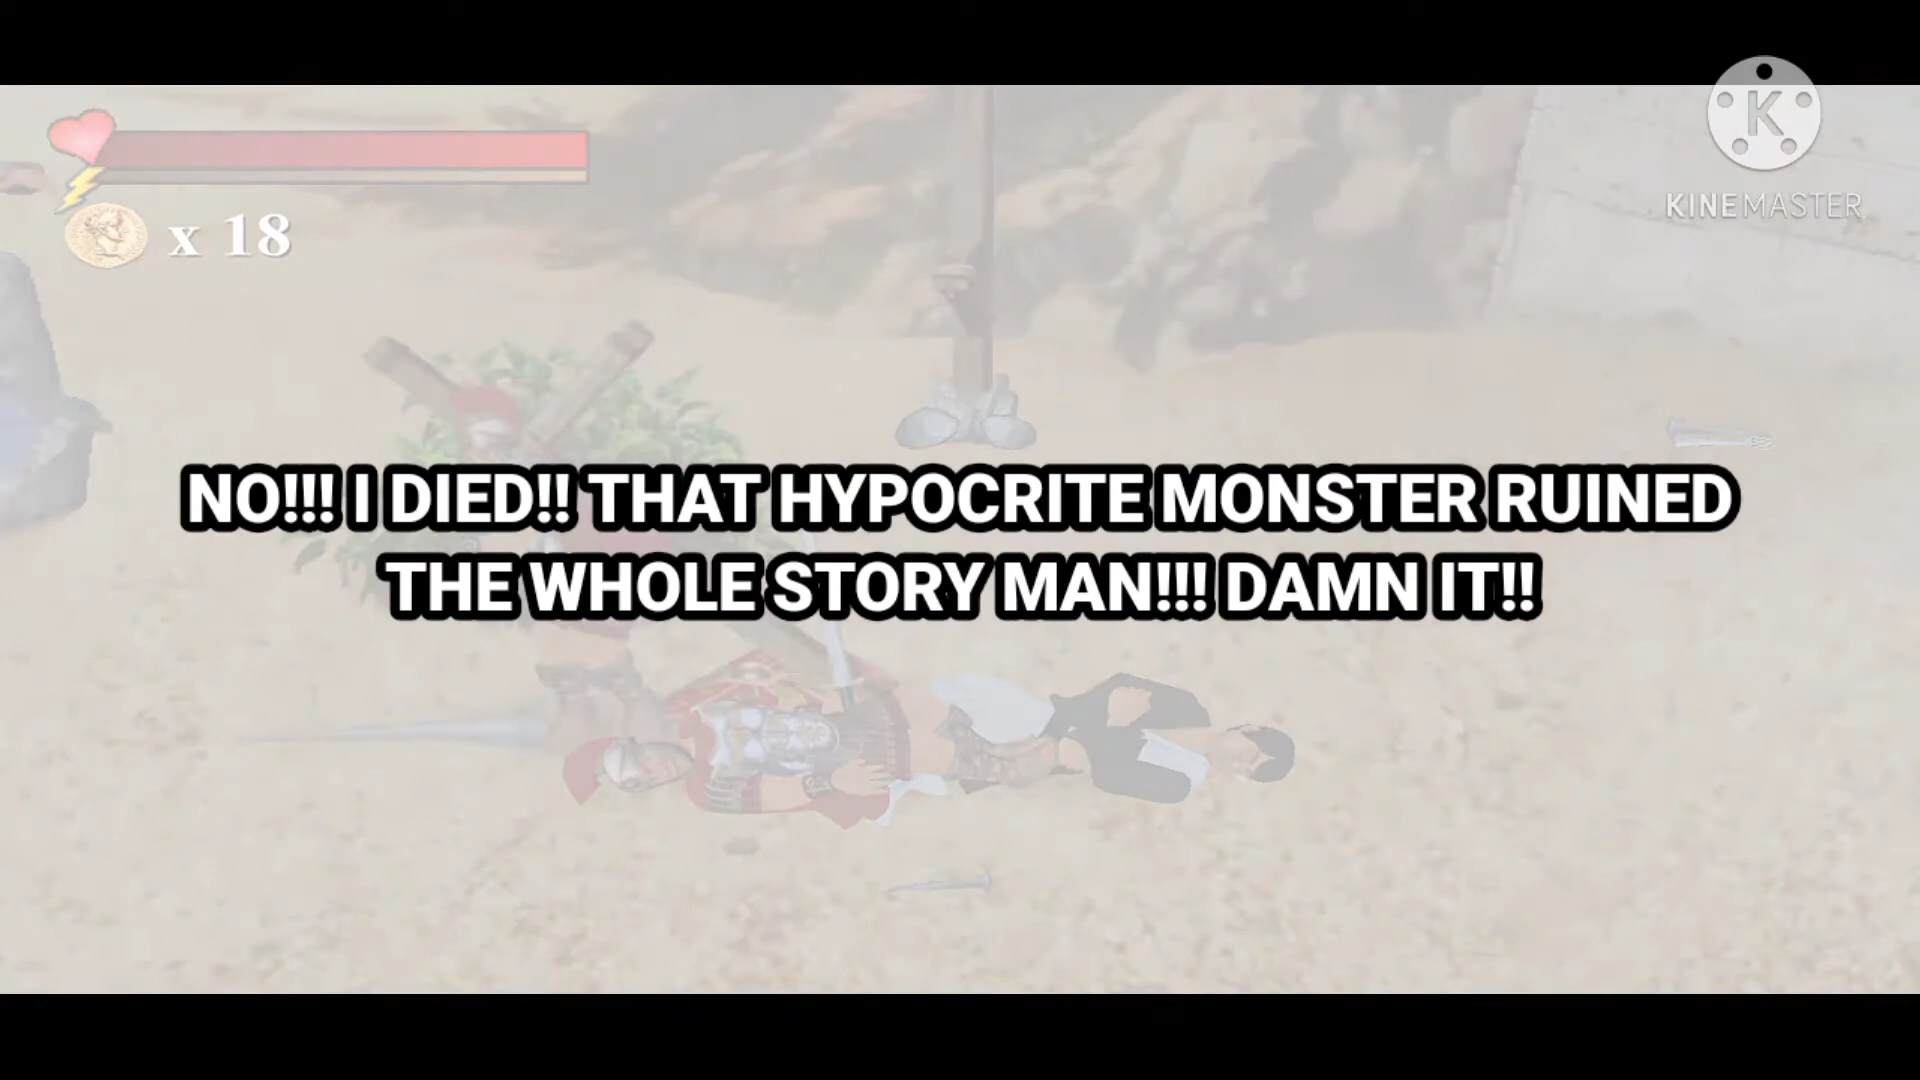 K
KINEMASTER
x 18
NO!!! I DIED!! THAT HYPOCRITE MONSTER RUINED
THE WHOLE STORY MAN!!! DAMN IT!!